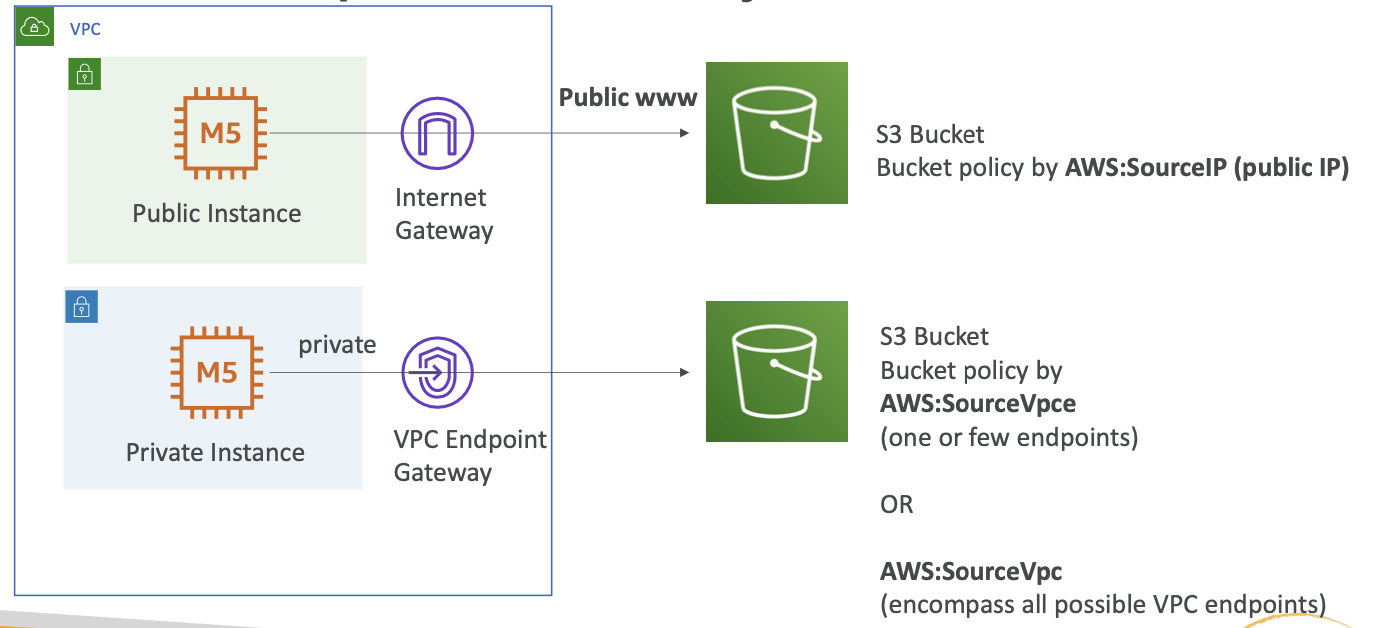 VPC
M5
Public Instance
Internet
Gateway
Public www
S3 Bucket
Bucket policy by AWS:SourceIP (public IP)
M5
Private Instance
private
VPC Endpoint
Gateway
S3 Bucket
Bucket policy by
AWS:SourceVpce
(one or few endpoints)
OR
AWS:SourceVpc
(encompass all possible VPC endpoints)